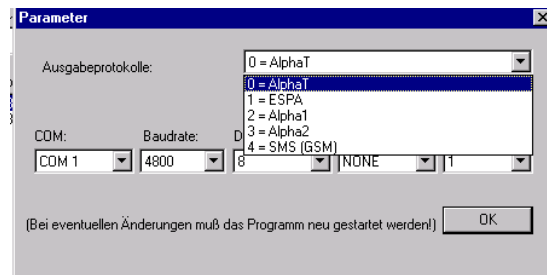 Parameter
Ausgabeprotokolle:
0 = AlphaT
0 = AlphaT
1 = ESPA
2 = Alpha1
3 = Alpha2
4 = SMS (GSM)
COM: Baudrate: D
COM 1 4800 8 NONE 1
(Bei eventuellen Änderungen muß das Programm neu gestartet werden!) OK